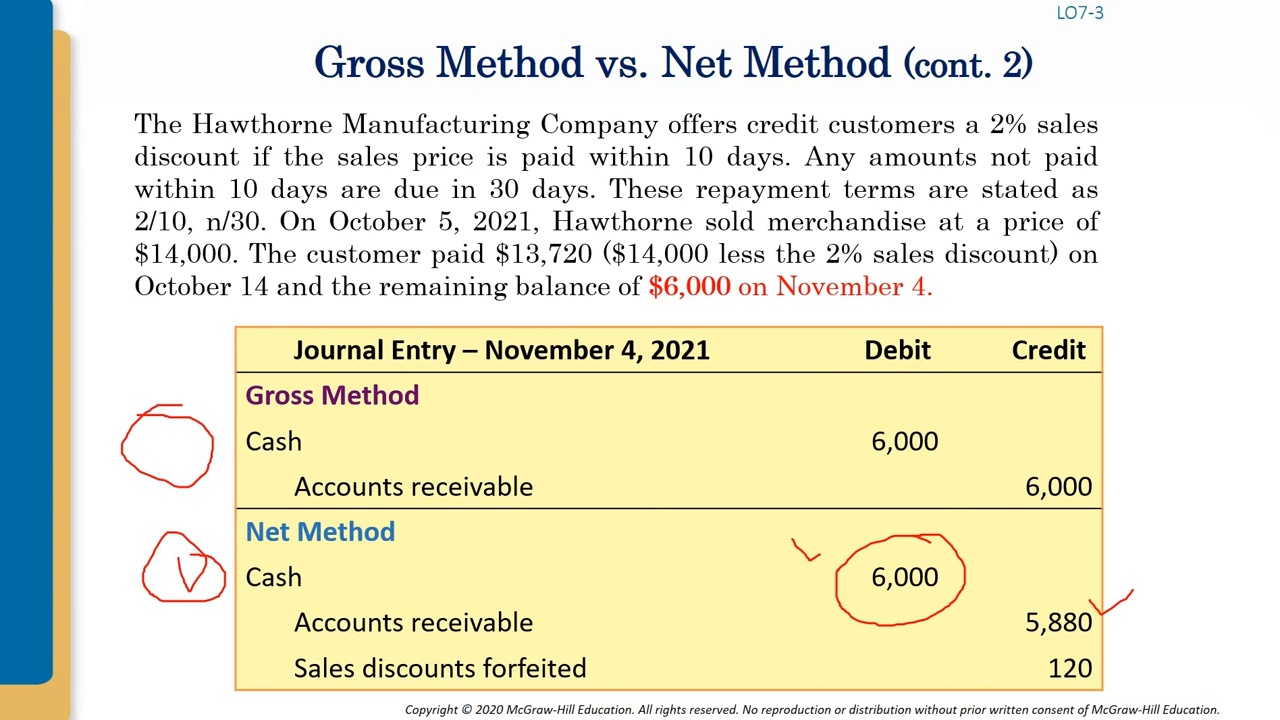 LO7-3
Gross Method vs. Net Method (cont. 2)
The Hawthorne Manufacturing Company offers credit customers a 2% sales
discount if the sales price is paid within 10 days. Any amounts not paid
within 10 days are due in 30 days. These repayment terms are stated as
2/10, n/30. On October 5, 2021, Hawthorne sold merchandise at a price of
$14,000. The customer paid $13,720 ($14,000 less the 2% sales discount) on
October 14 and the remaining balance of $6,000 on November 4.
Journal Entry – November 4, 2021 Debit Credit
Gross Method
Cash 6,000
Accounts receivable 6,000
Net Method
Cash 6,000
Accounts receivable 5,880
Sales discounts forfeited 120
Copyright © 2020 McGraw-Hill Education. All rights reserved. No reproduction or distribution without prior written consent of McGraw-Hill Education.